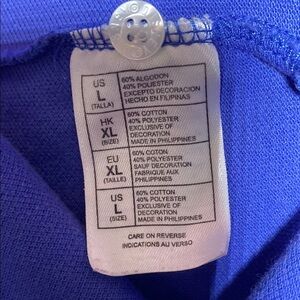 US
L
(TALLA)
60% ALGODON
40% POLIESTER
EXCEPTO DECORACION
HECHO EN FILIPINAS
HK
XL
(SIZE)
60% COTTON
40% POLYESTER
EXCLUSIVE OF
DECORATION
MADE IN PHILIPPINES
EU
XL
(TAILLE)
60% COTON
40% POLYESTER
SAUF DECORATION
FABRIQUE AUX
PHILIPPINES
US
L
(SIZE)
60% COTTON
40% POLYESTER
EXCLUSIVE OF
DECORATION
MADE IN PHILIPPINES
CARE ON REVERSE
INDICATIONS AU VERSO